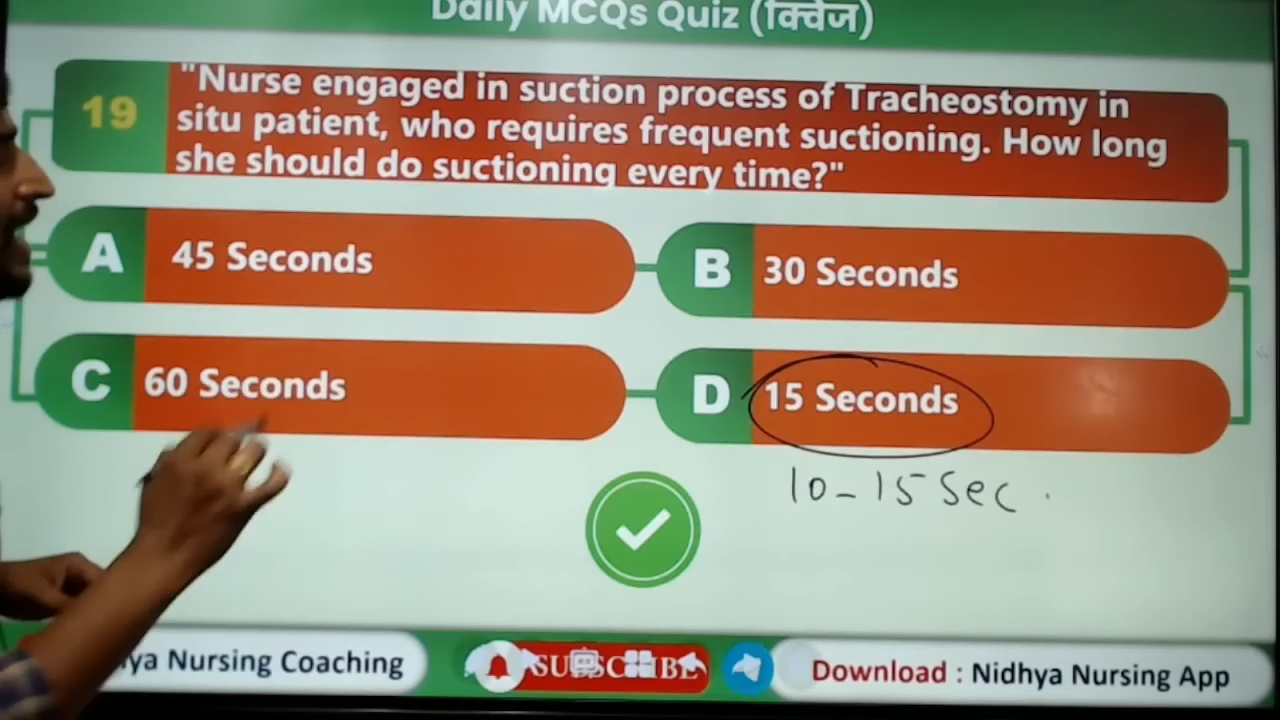 Daily MCQs Quiz (क्विज)
19
"Nurse engaged in suction process of Tracheostomy in
situ patient, who requires frequent suctioning. How long
she should do suctioning every time?"
A 45 Seconds
B 30 Seconds
C 60 Seconds
D 15 Seconds
10-15 Sec.
ya Nursing Coaching
SUBSCRIBE
Download : Nidhya Nursing App